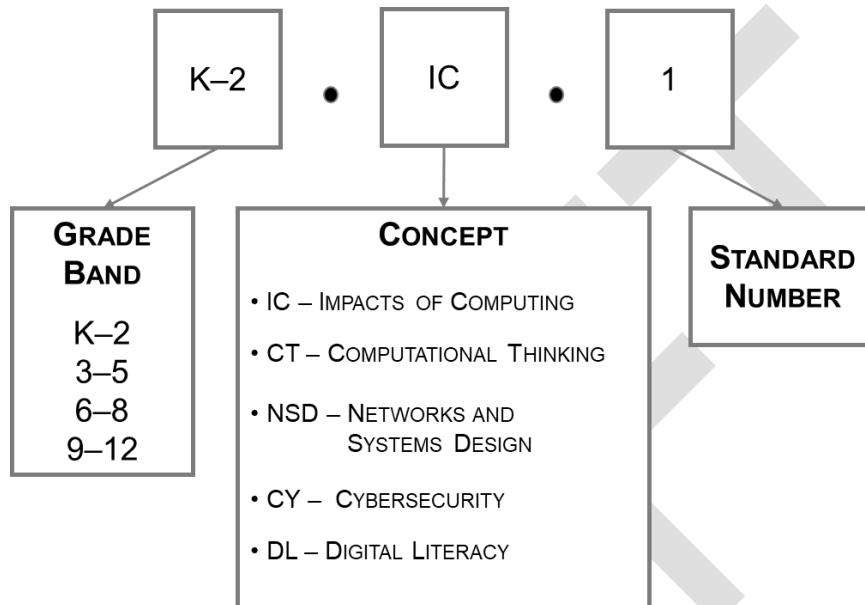 K–2 • IC • 1
GRADE
BAND
K–2
3–5
6–8
9–12
CONCEPT
• IC – IMPACTS OF COMPUTING
• CT – COMPUTATIONAL THINKING
• NSD – NETWORKS AND
SYSTEMS DESIGN
• CY – CYBERSECURITY
• DL – DIGITAL LITERACY
STANDARD
NUMBER